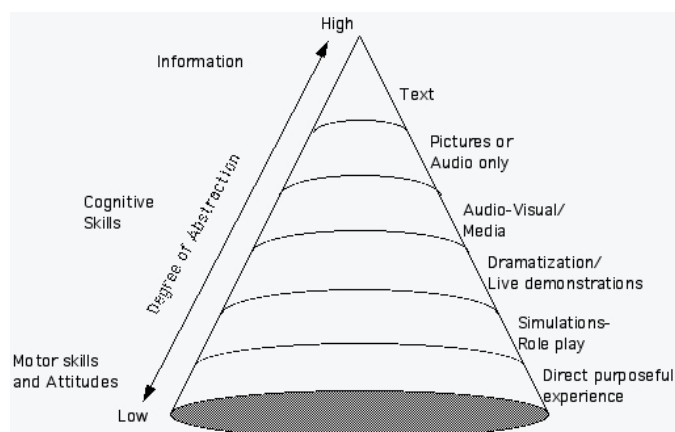 High
Information
Text
Pictures or
Audio only
Degree of Abstraction
Cognitive
Skills
Audio-Visual/
Media
Dramatization/
Live demonstrations
Simulations-
Role play
Motor skills
and Attitudes
Direct purposeful
experience
Low